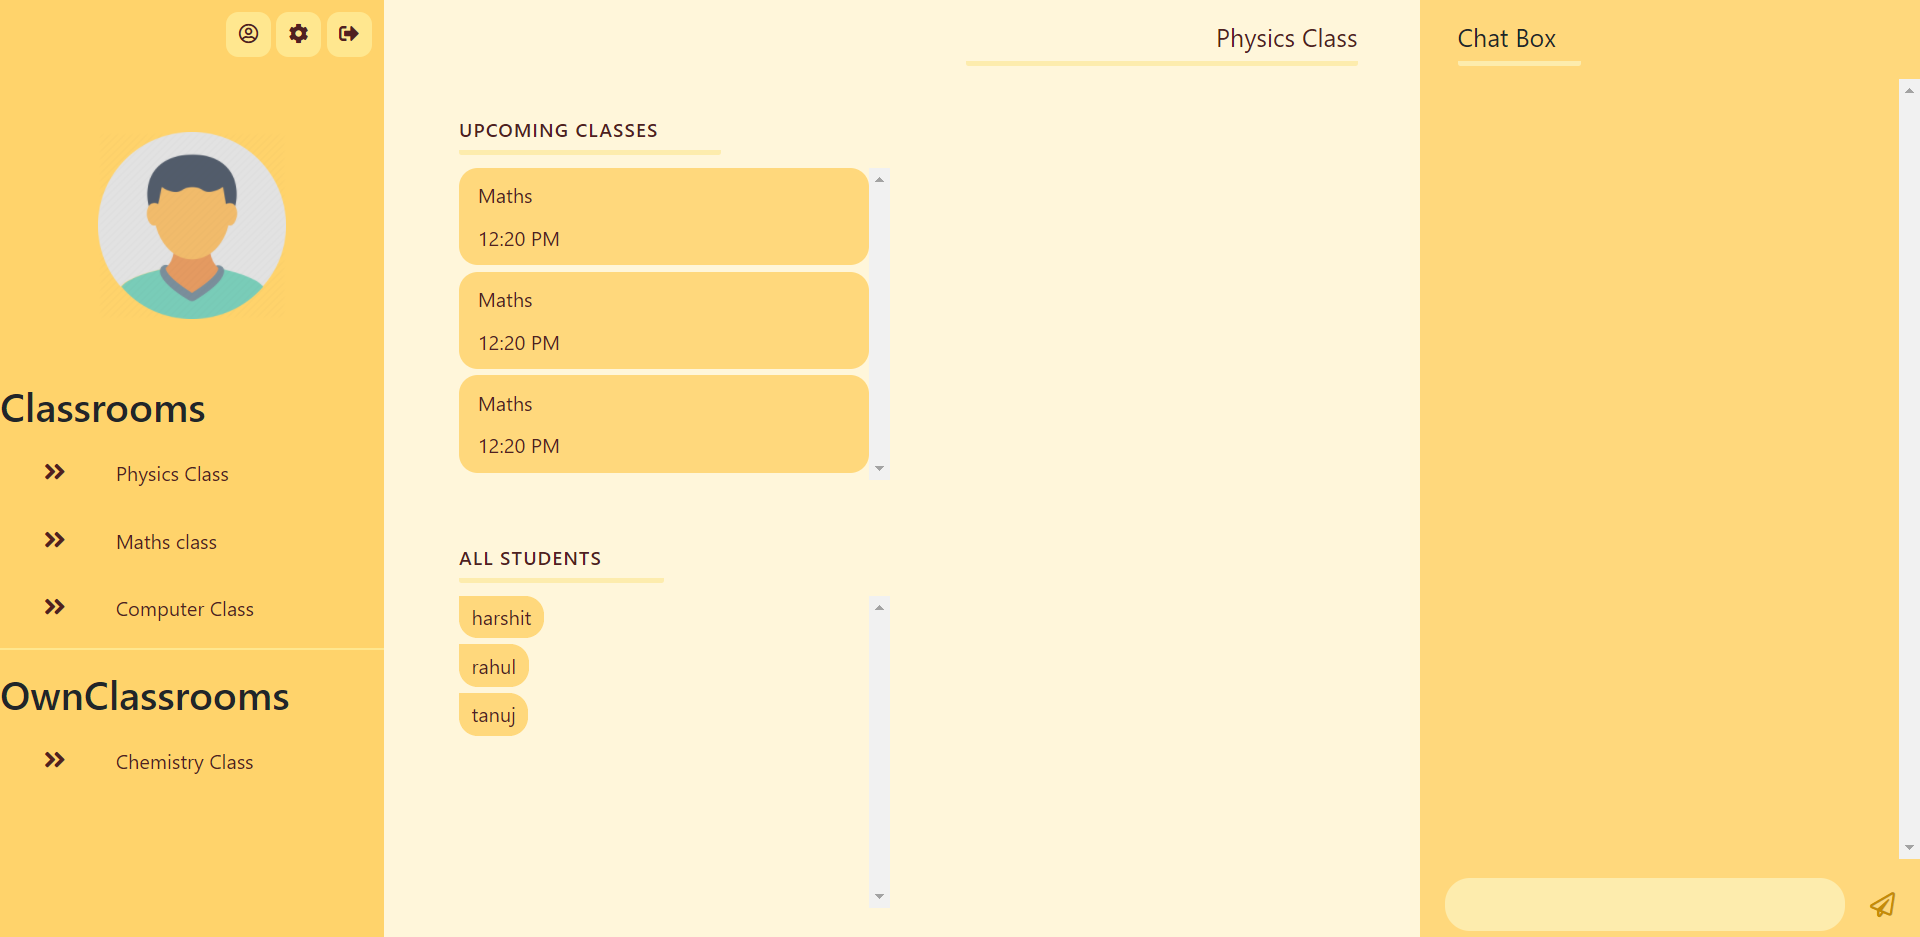 Classrooms
Physics Class
Maths class
Computer Class
OwnClassrooms
Chemistry Class
Physics Class
UPCOMING CLASSES
Maths
12:20 PM
Maths
12:20 PM
Maths
12:20 PM
ALL STUDENTS
harshit
rahul
tanuj
Chat Box